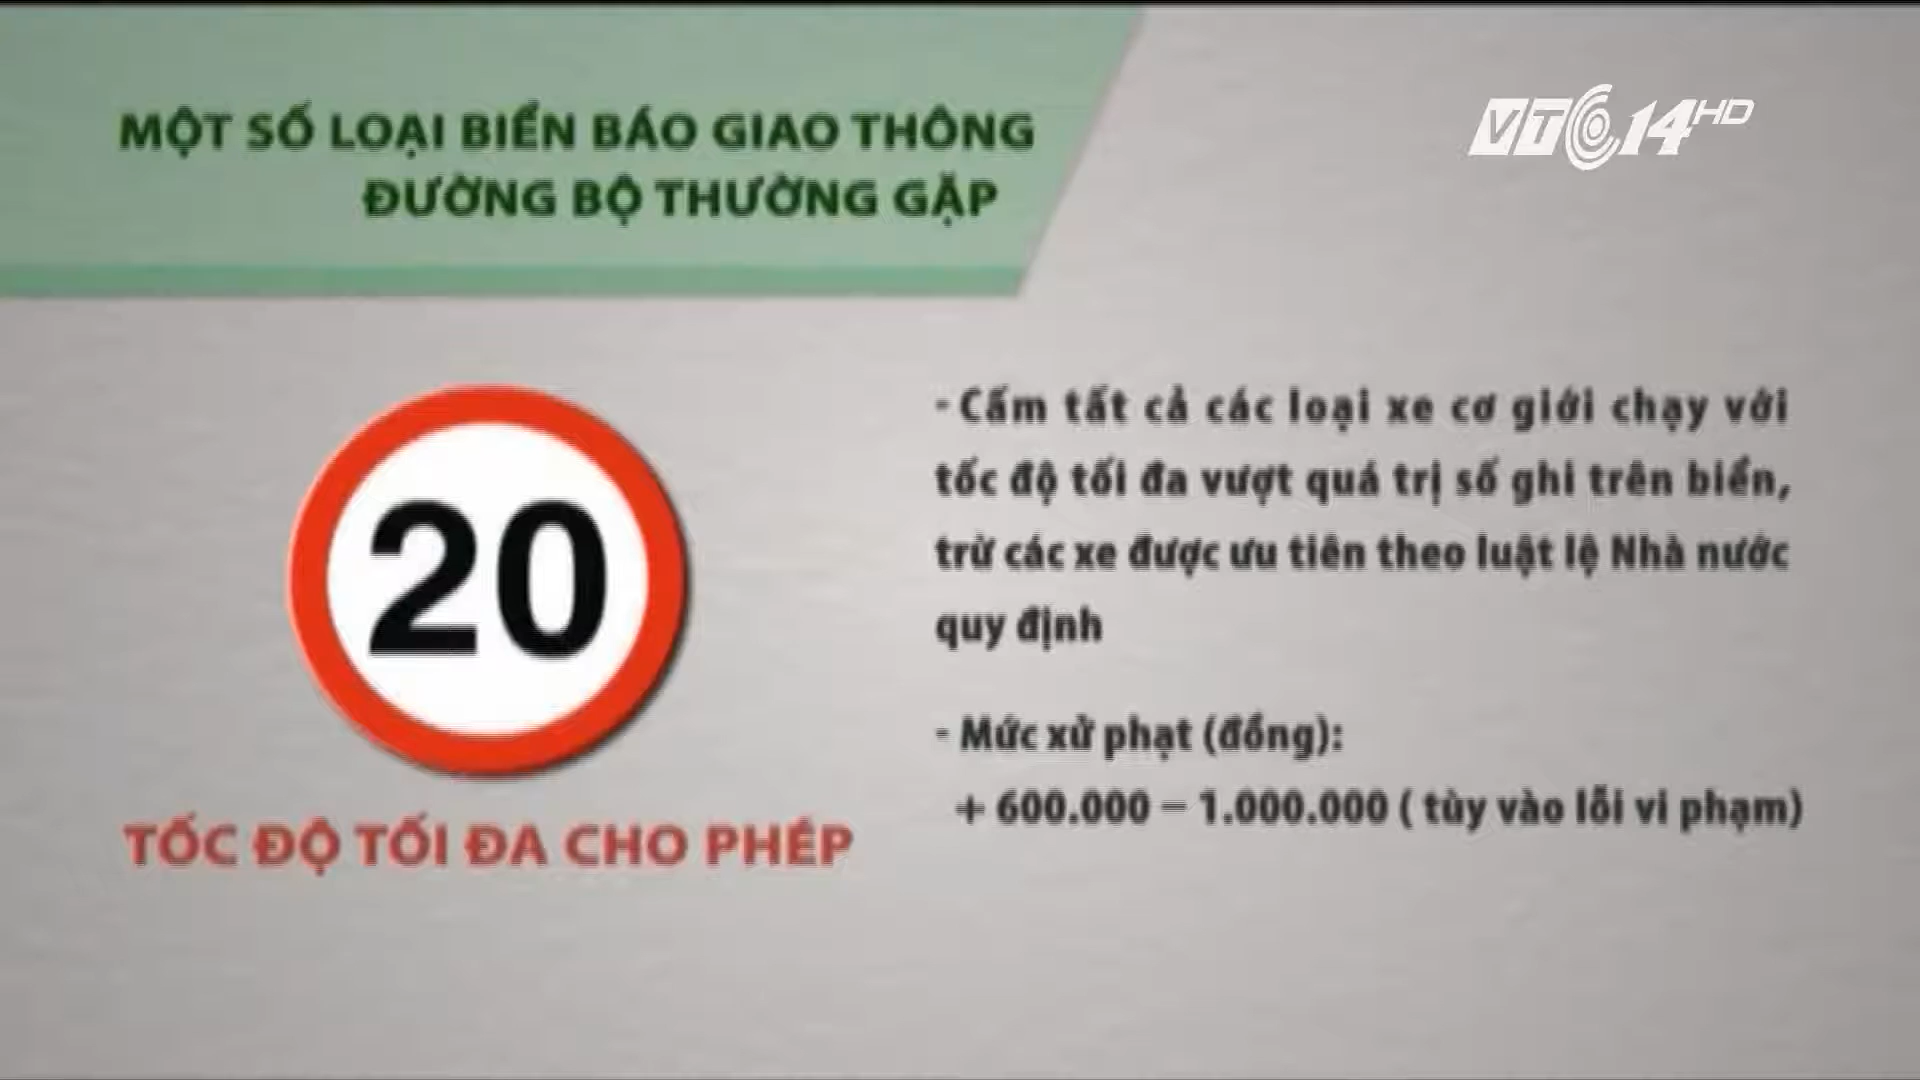 MỘT SỐ LOẠI BIỂN BÁO GIAO THÔNG
ĐƯỜNG BỘ THƯỜNG GẶP
VTC14HD
20
TỐC ĐỘ TỐI ĐA CHO PHÉP
- Cấm tất cả các loại xe cơ giới chạy với
tốc độ tối đa vượt quá trị số ghi trên biển,
trừ các xe được ưu tiên theo luật lệ Nhà nước
quy định
- Mức xử phạt (đồng):
+ 600.000 – 1.000.000 ( tùy vào lỗi vi phạm)